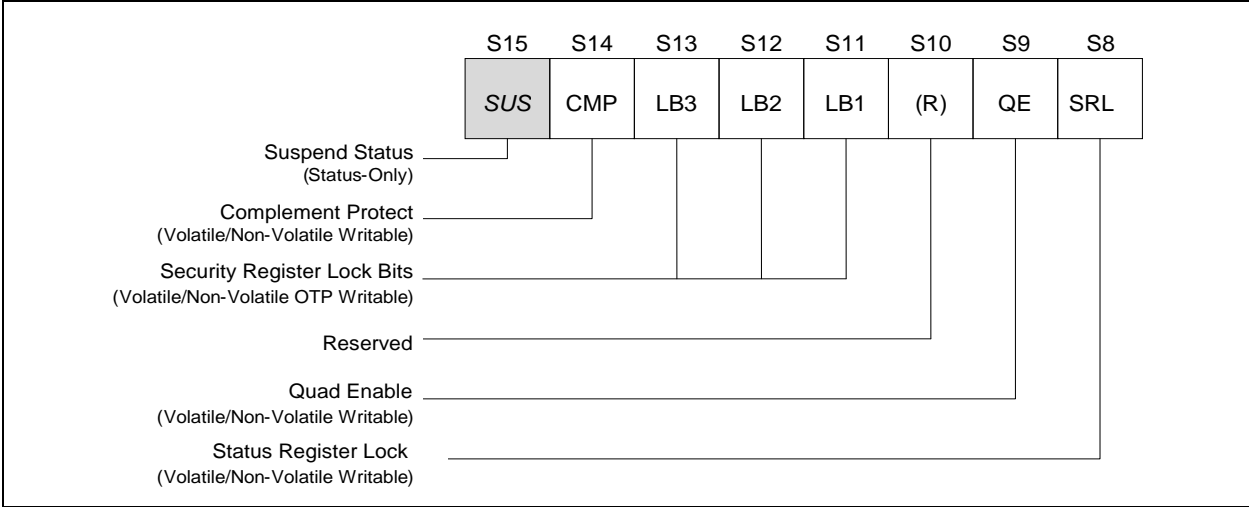 S15 S14 S13 S12 S11 S10 S9 S8
SUS CMP LB3 LB2 LB1 (R) QE SRL
Suspend Status
(Status-Only)
Complement Protect
(Volatile/Non-Volatile Writable)
Security Register Lock Bits
(Volatile/Non-Volatile OTP Writable)
Reserved
Quad Enable
(Volatile/Non-Volatile Writable)
Status Register Lock
(Volatile/Non-Volatile Writable)